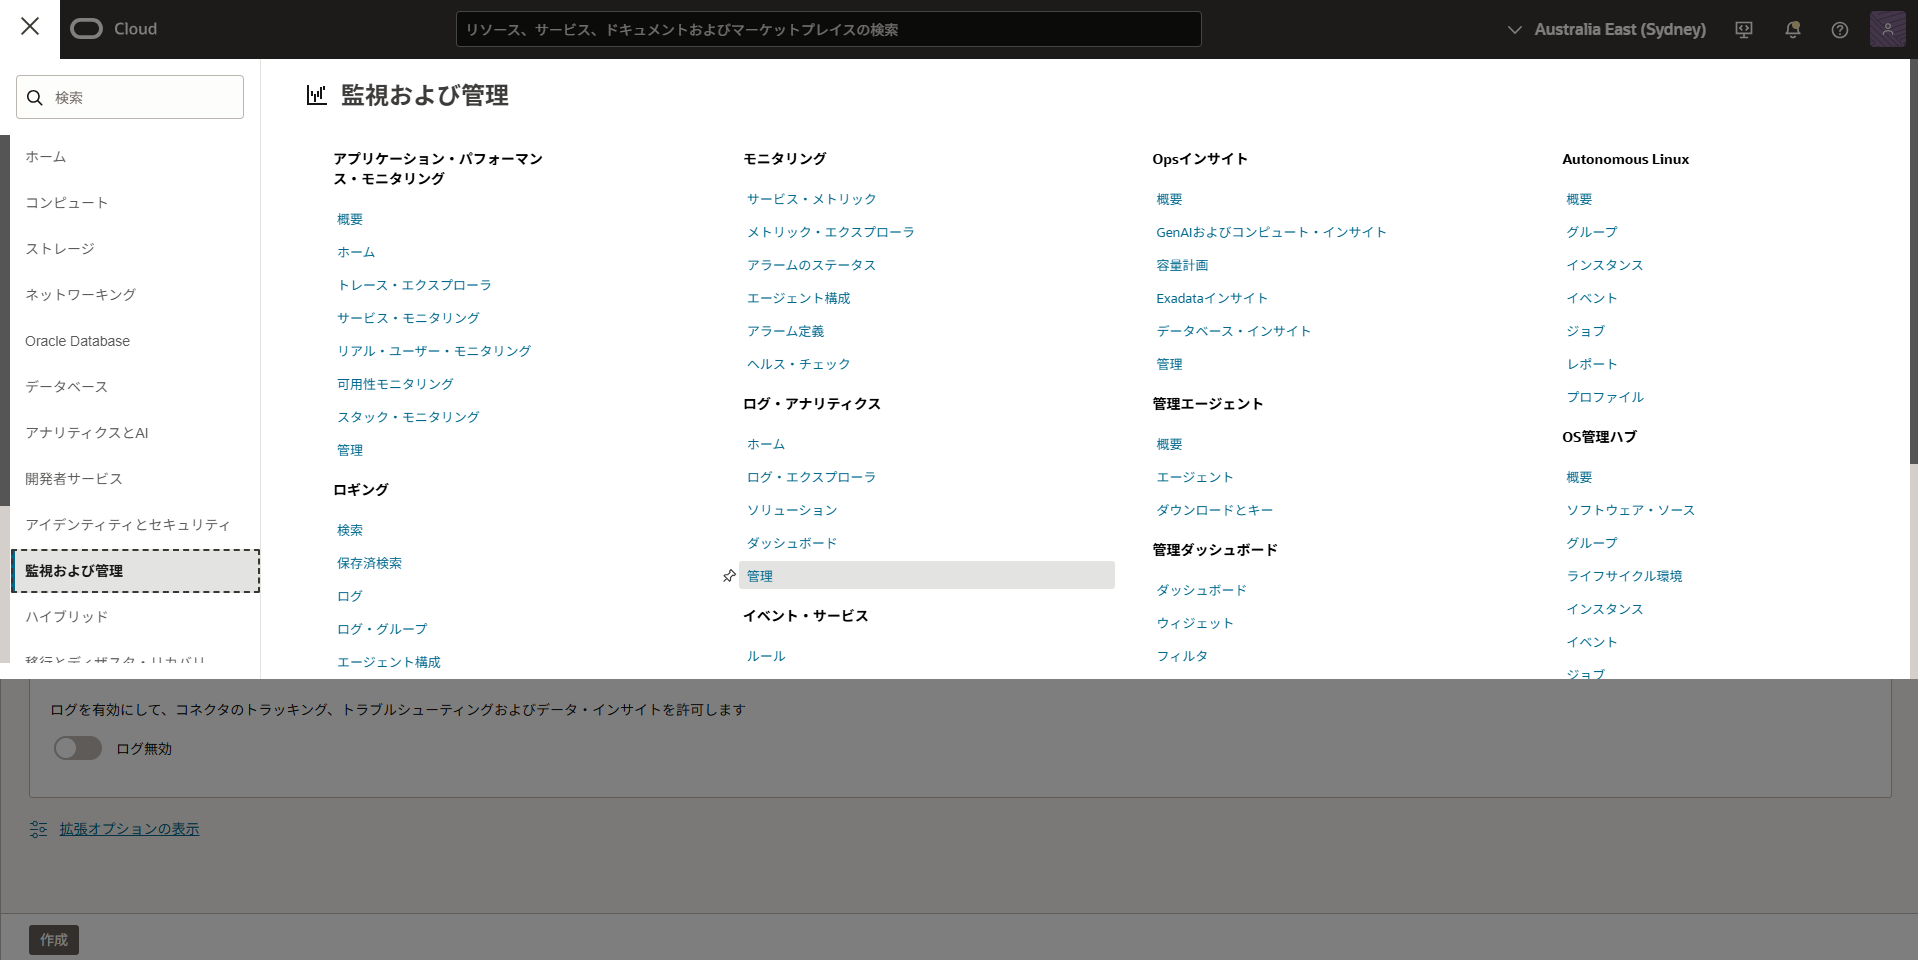 Cloud
リソース、サービス、ドキュメントおよびマーケットプレイスの検索
Australia East (Sydney)
検索
ホーム
コンピュート
ストレージ
ネットワーキング
Oracle Database
データベース
アナリティクスとAI
開発者サービス
アイデンティティとセキュリティ
監視および管理
ハイブリッド
移行とディザスタ・リカバリ
監視および管理
アプリケーション・パフォーマン
ス・モニタリング
概要
ホーム
トレース・エクスプローラ
サービス・モニタリング
リアル・ユーザー・モニタリング
可用性モニタリング
スタック・モニタリング
管理
ロギング
検索
保存済検索
ログ
ログ・グループ
エージェント構成
モニタリング
サービス・メトリック
メトリック・エクスプローラ
アラームのステータス
エージェント構成
アラーム定義
ヘルス・チェック
ログ・アナリティクス
ホーム
ログ・エクスプローラ
ソリューション
ダッシュボード
管理
イベント・サービス
ルール
Opsインサイト
概要
GenAIおよびコンピュート・インサイト
容量計画
Exadataインサイト
データベース・インサイト
管理
管理エージェント
概要
エージェント
ダウンロードとキー
管理ダッシュボード
ダッシュボード
ウィジェット
フィルタ
Autonomous Linux
概要
グループ
インスタンス
イベント
ジョブ
レポート
プロファイル
OS管理ハブ
概要
ソフトウェア・ソース
グループ
ライフサイクル環境
インスタンス
イベント
ジョブ
ログを有効にして、コネクタのトラッキング、トラブルシューティングおよびデータ・インサイトを許可します
ログ無効
拡張オプションの表示
作成